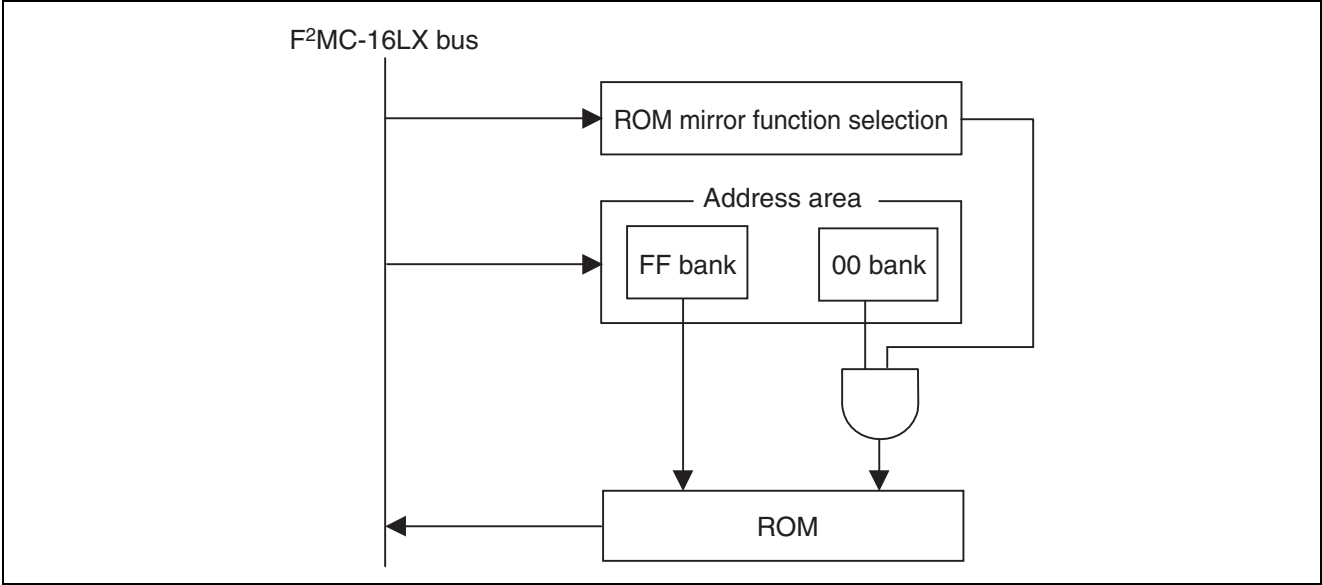 F²MC-16LX bus
ROM mirror function selection
Address area
FF bank
00 bank
ROM